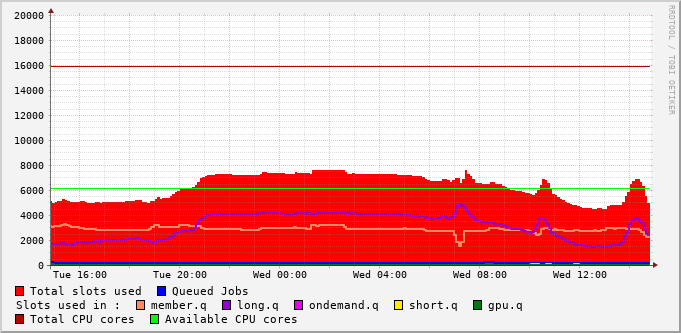 20000
18000
16000
14000
12000
10000
8000
6000
4000
2000
0
Tue 16:00 Tue 20:00 Wed 00:00 Wed 04:00 Wed 08:00 Wed 12:00
Total slots used Queued Jobs
Slots used in : member.q long.q ondemand.q short.q gpu.q
Total CPU cores Available CPU cores
RRDTOOL / TOBI OETIKER